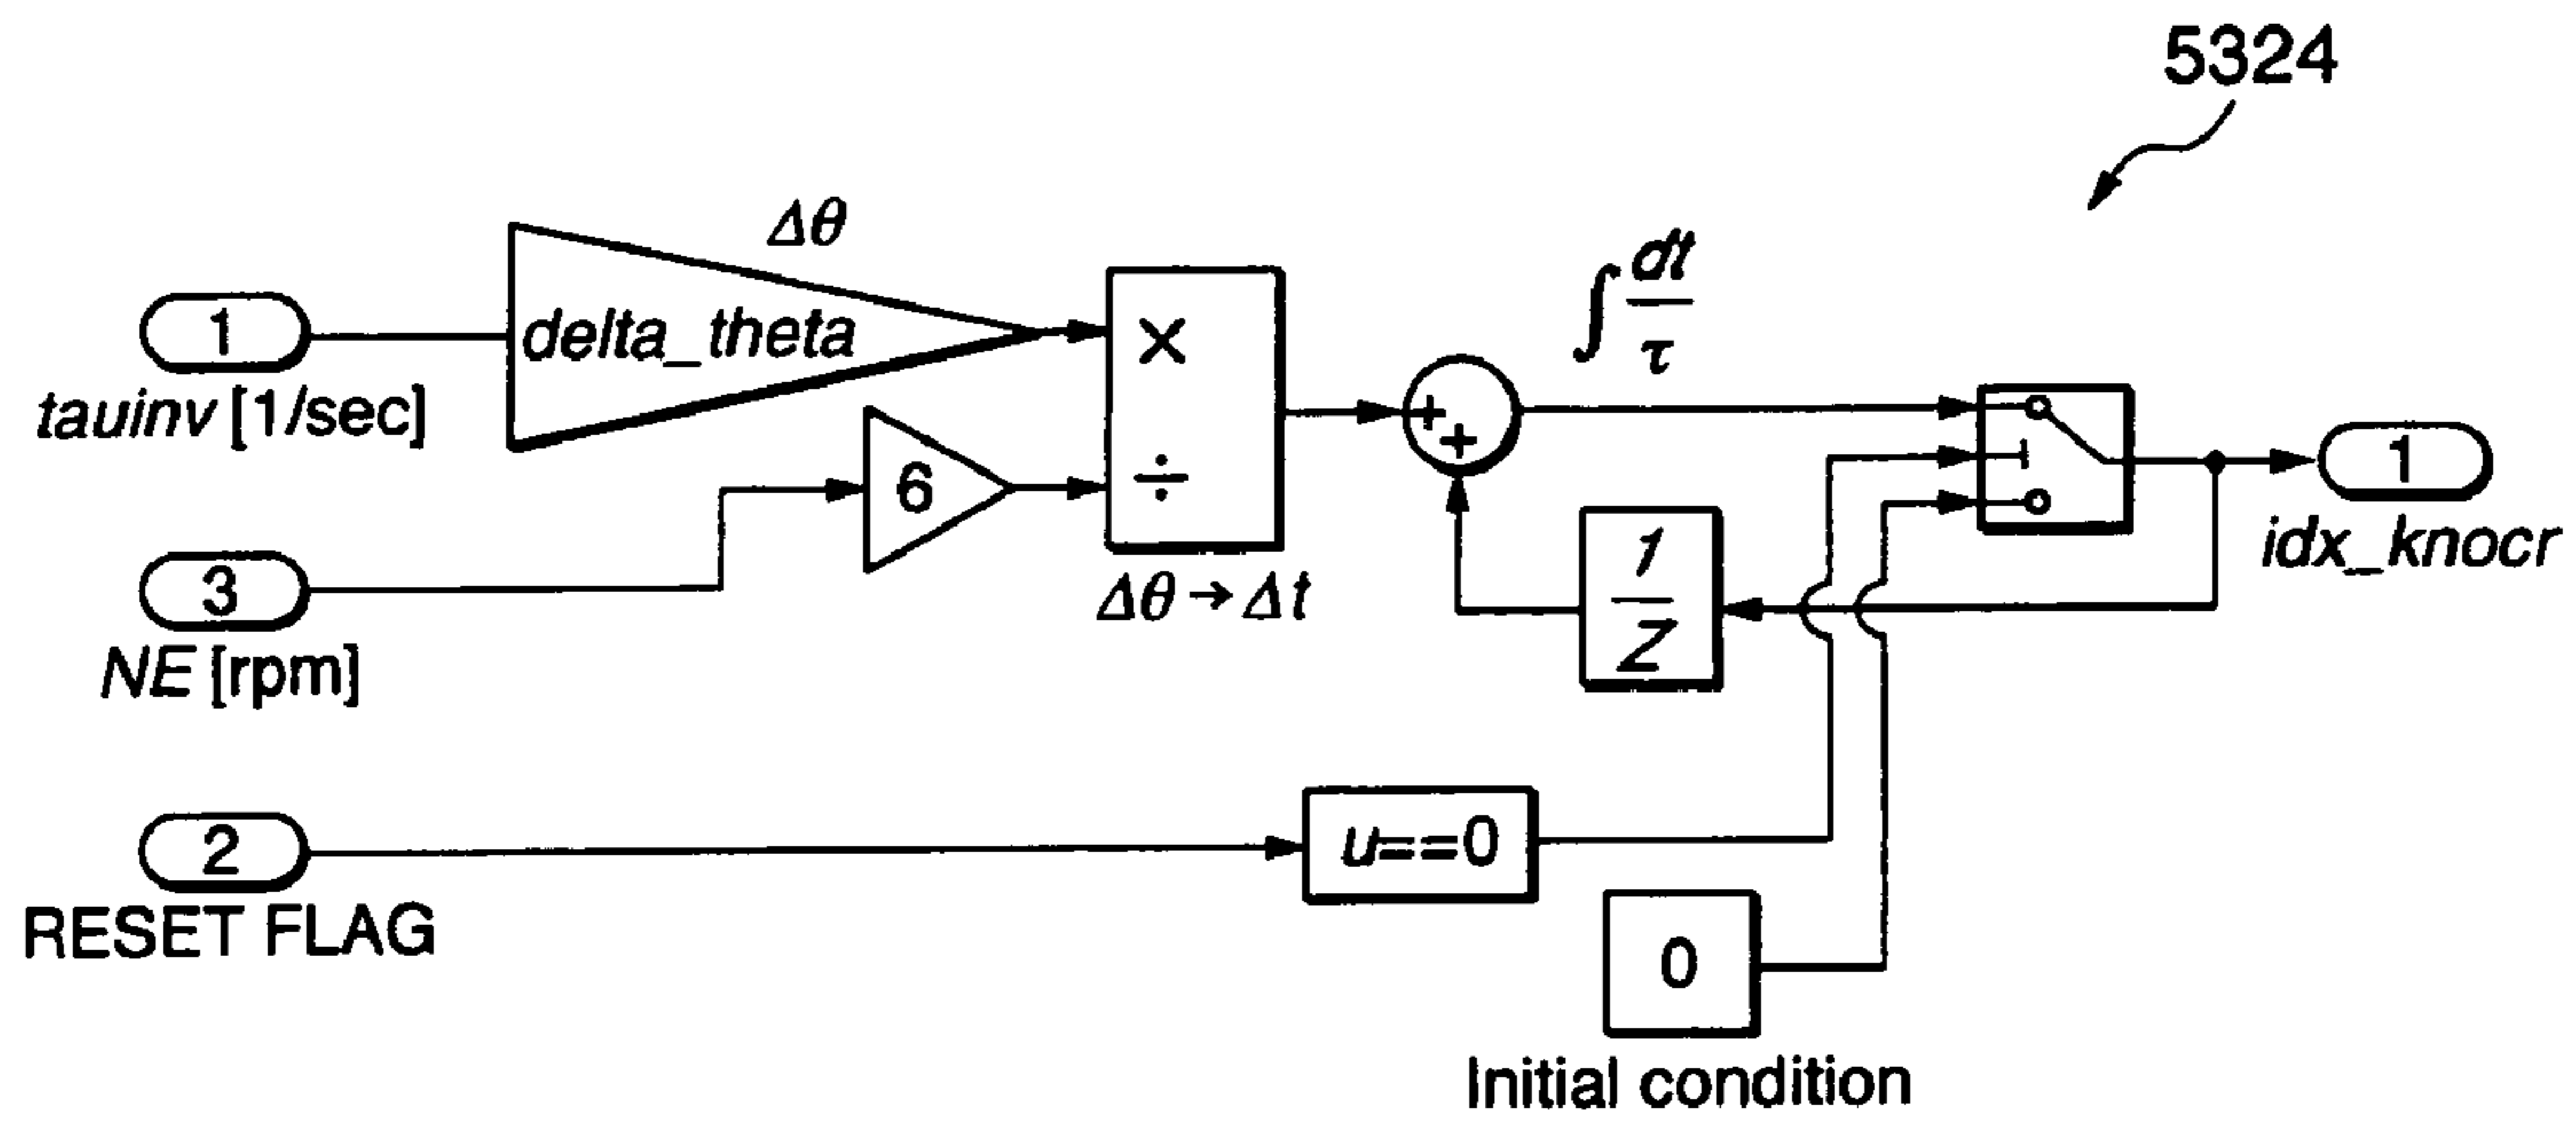 5324
Δθ
1
delta_theta
tauinv [1/sec]
×
÷
6
Δθ→Δt
3
NE [rpm]
+
+
∫ dt
τ
1
Z
1
idx_knocr
2
RESET FLAG
u==0
0
Initial condition